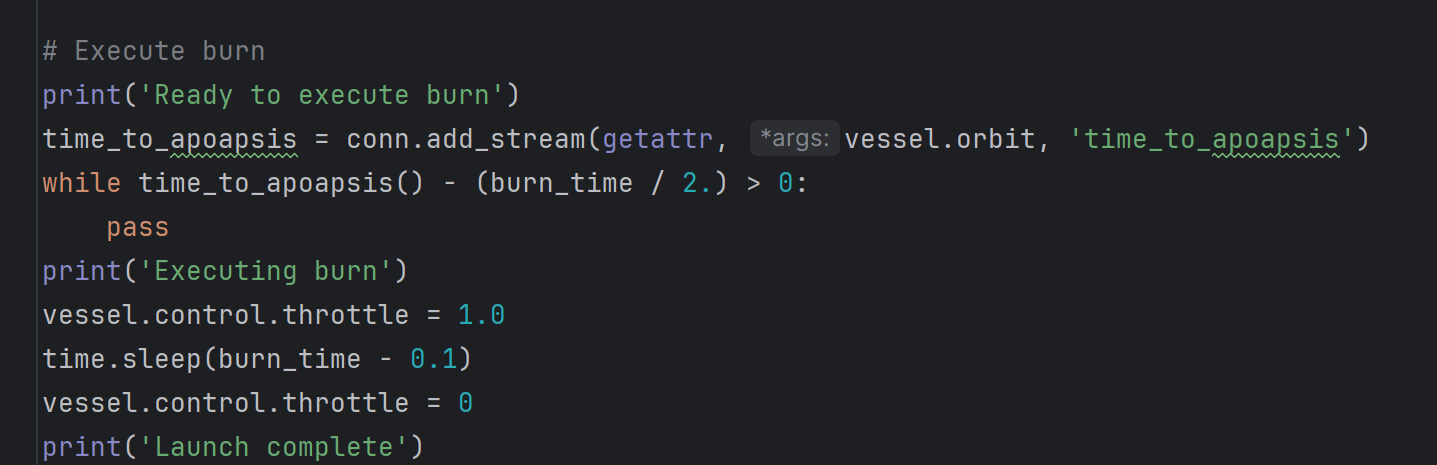 # Execute burn
print('Ready to execute burn')
time_to_apoapsis = conn.add_stream(getattr, *args: vessel.orbit, 'time_to_apoapsis')
while time_to_apoapsis() - (burn_time / 2.) > 0:
    pass
print('Executing burn')
vessel.control.throttle = 1.0
time.sleep(burn_time - 0.1)
vessel.control.throttle = 0
print('Launch complete')